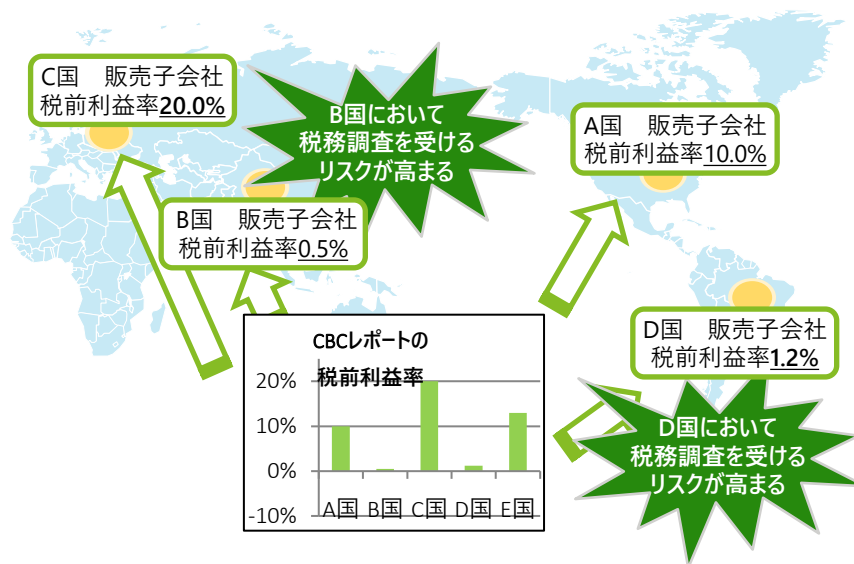 C国　販売子会社
税前利益率20.0%
B国において
税務調査を受ける
リスクが高まる
A国　販売子会社
税前利益率10.0%
B国　販売子会社
税前利益率0.5%
D国　販売子会社
税前利益率1.2%
D国において
税務調査を受ける
リスクが高まる
CBCレポートの
税前利益率
20%
10%
0%
-10%
A国 B国 C国 D国 E国